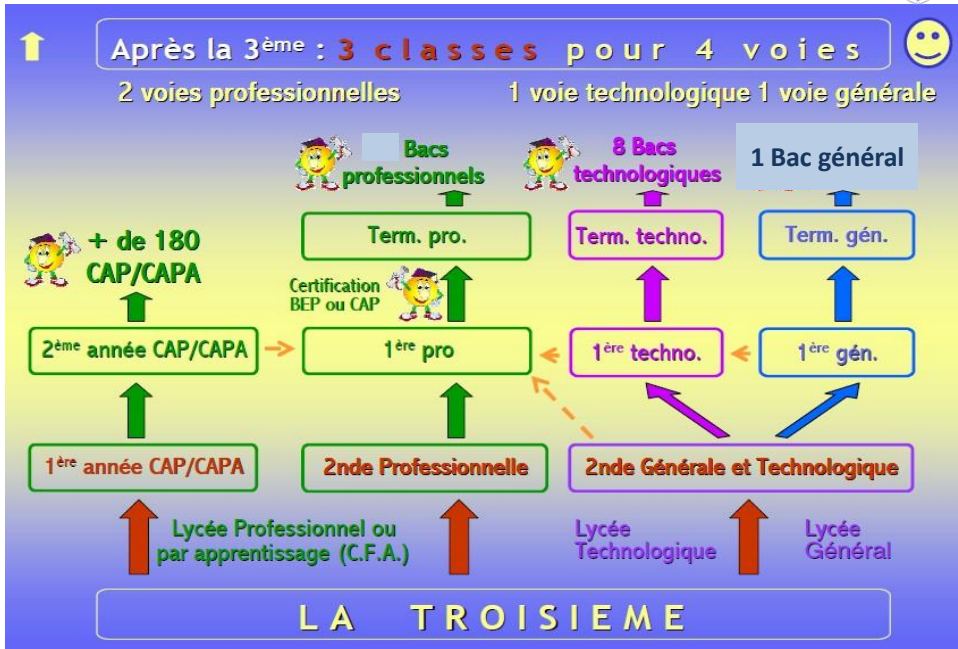 Après la 3ème : 3 classes pour 4 voies
2 voies professionnelles
1 voie technologique 1 voie générale
Bacs
professionnels
8 Bacs
technologiques
1 Bac général
Term. pro.
Term. techno.
Term. gén.
+ de 180
CAP/CAPA
Certification
BEP ou CAP
2ème année CAP/CAPA
1ère pro
1ère techno.
1ère gén.
1ère année CAP/CAPA
2nde Professionnelle
2nde Générale et Technologique
Lycée Professionnel ou
par apprentissage (C.F.A.)
Lycée
Technologique
Lycée
Général
LA TROISIEME